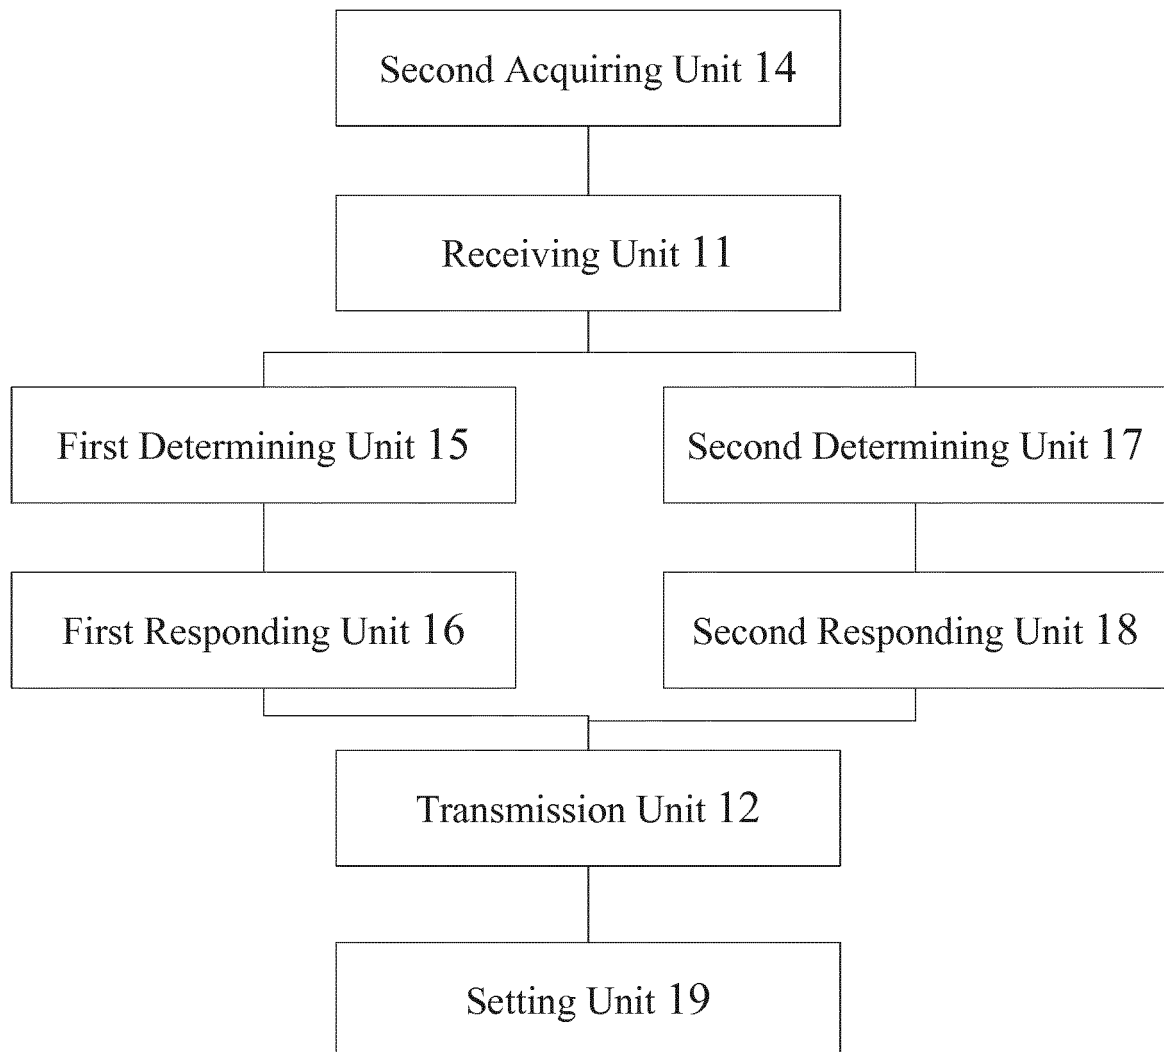 Second Acquiring Unit 14
Receiving Unit 11
First Determining Unit 15
Second Determining Unit 17
First Responding Unit 16
Second Responding Unit 18
Transmission Unit 12
Setting Unit 19